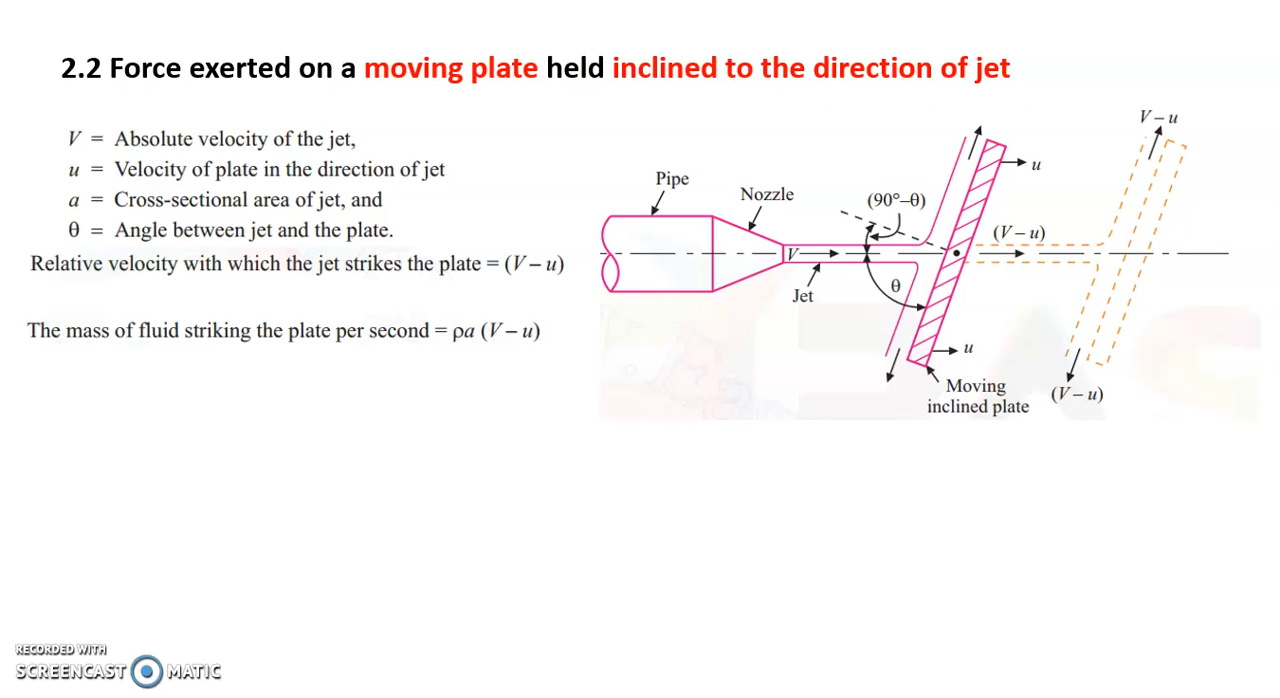 2.2 Force exerted on a moving plate held inclined to the direction of jet
V = Absolute velocity of the jet,
u = Velocity of plate in the direction of jet
a = Cross-sectional area of jet, and
θ = Angle between jet and the plate.
Relative velocity with which the jet strikes the plate = (V – u)
The mass of fluid striking the plate per second = ρa (V – u)
V – u
Pipe
Nozzle
(90°–θ)
u
(V – u)
V
θ
Jet
u
Moving
inclined plate
(V – u)
RECORDED WITH
SCREENCAST MATIC